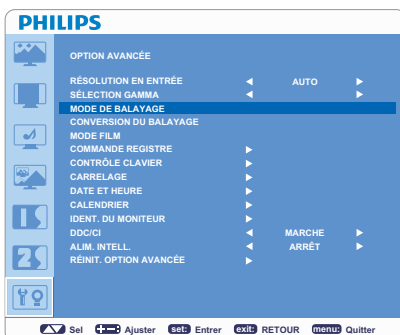 PHILIPS
OPTION AVANCÉE
RÉSOLUTION EN ENTRÉE AUTO
SÉLECTION GAMMA
MODE DE BALAYAGE
CONVERSION DU BALAYAGE
MODE FILM
COMMANDE REGISTRE
CONTRÔLE CLAVIER
CARRELAGE
DATE ET HEURE
CALENDRIER
IDENT. DU MONITEUR
DDC/CI MARCHE
ALIM. INTELL. ARRÊT
RÉINIT. OPTION AVANCÉE
Sel Ajuster set: Entrer exit: RETOUR menu: Quitter